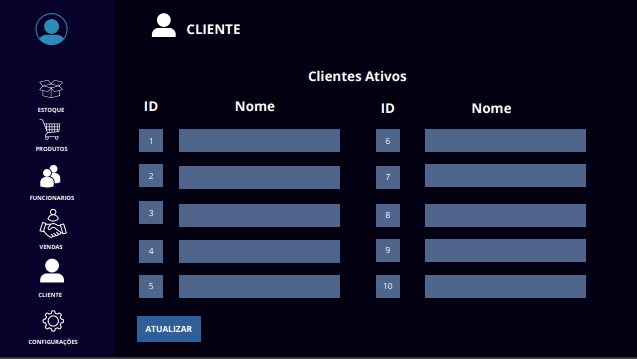 CLIENTE
ESTOQUE
PRODUTOS
FUNCIONARIOS
VENDAS
CLIENTE
CONFIGURAÇÕES
Clientes Ativos
ID Nome ID Nome
1 6
2 7
3 8
4 9
5 10
ATUALIZAR